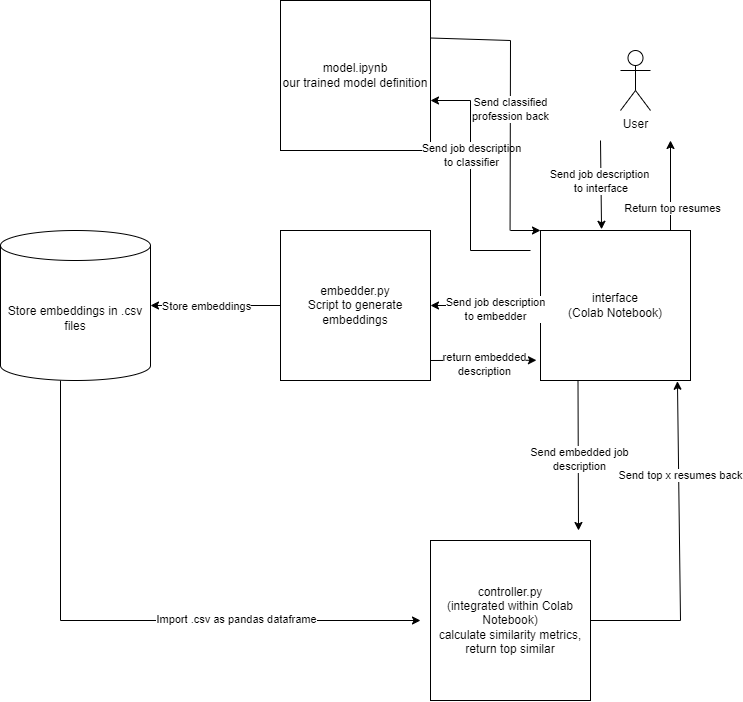 model.ipynb
our trained model definition
Send classified
profession back
User
Send job description
to classifier
Send job description
to interface
Return top resumes
Store embeddings in .csv
files
Store embeddings
embedder.py
Script to generate
embeddings
Send job description
to embedder
interface
(Colab Notebook)
return embedded
description
Send embedded job
description
Send top x resumes back
Import .csv as pandas dataframe
controller.py
(integrated within Colab
Notebook)
calculate similarity metrics,
return top similar